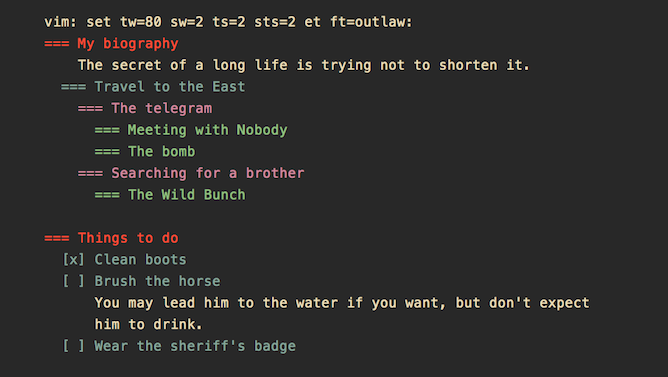 vim: set tw=80 sw=2 ts=2 sts=2 et ft=outlaw:
=== My biography
The secret of a long life is trying not to shorten it.
=== Travel to the East
=== The telegram
=== Meeting with Nobody
=== The bomb
=== Searching for a brother
=== The Wild Bunch
=== Things to do
[x] Clean boots
[ ] Brush the horse
You may lead him to the water if you want, but don't expect
him to drink.
[ ] Wear the sheriff's badge